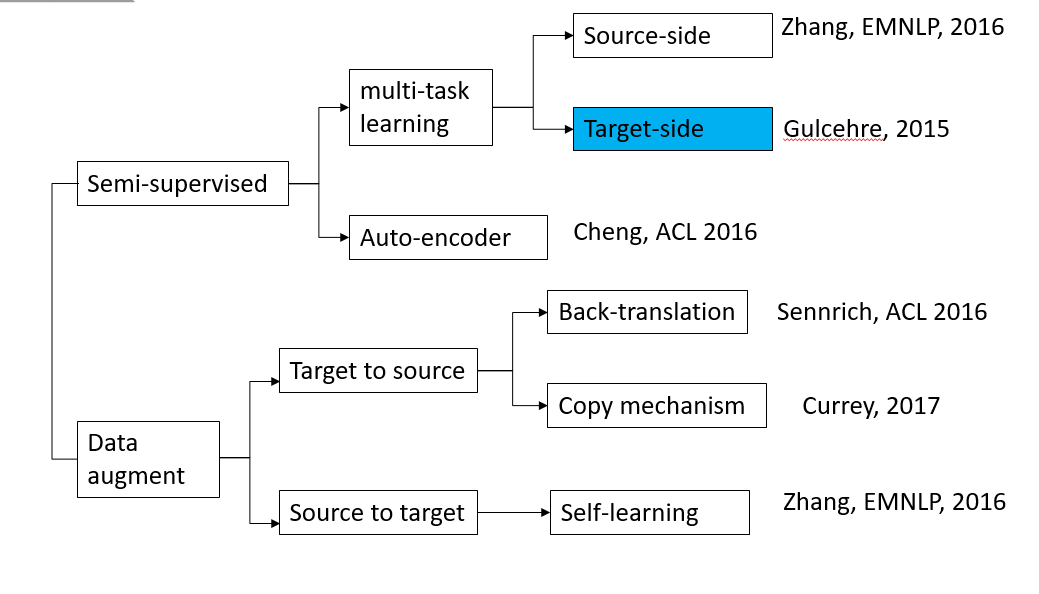 Source-side
Zhang, EMNLP, 2016
multi-task
learning
Target-side
Gulcehre, 2015
Semi-supervised
Auto-encoder
Cheng, ACL 2016
Back-translation
Sennrich, ACL 2016
Target to source
Copy mechanism
Currey, 2017
Data
augment
Source to target
Self-learning
Zhang, EMNLP, 2016